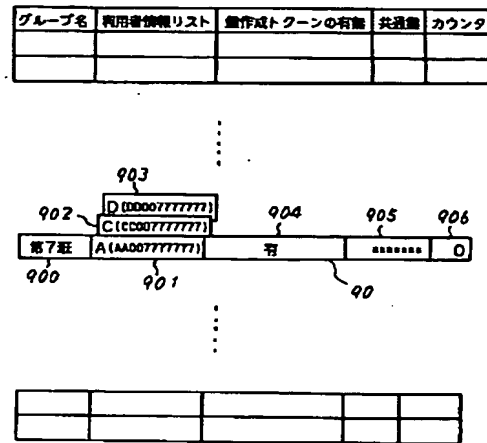 グループ名 利用者情報リスト 鍵作成トークンの有無 共通鍵 カウンタ
903
D(DD007777777)
902 C(CC007777777) 904 905 906
第7班 A(AA007777777) 有 aaaaaaa 0
900 901 90